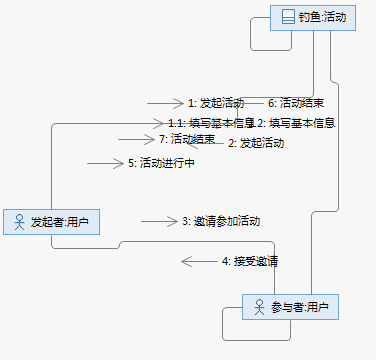 钓鱼:活动
1: 发起活动
6: 活动结束
1.1: 填写基本信息
1.2: 填写基本信息
7: 活动结束
2: 发起活动
5: 活动进行中
发起者:用户
3: 邀请参加活动
4: 接受邀请
参与者:用户